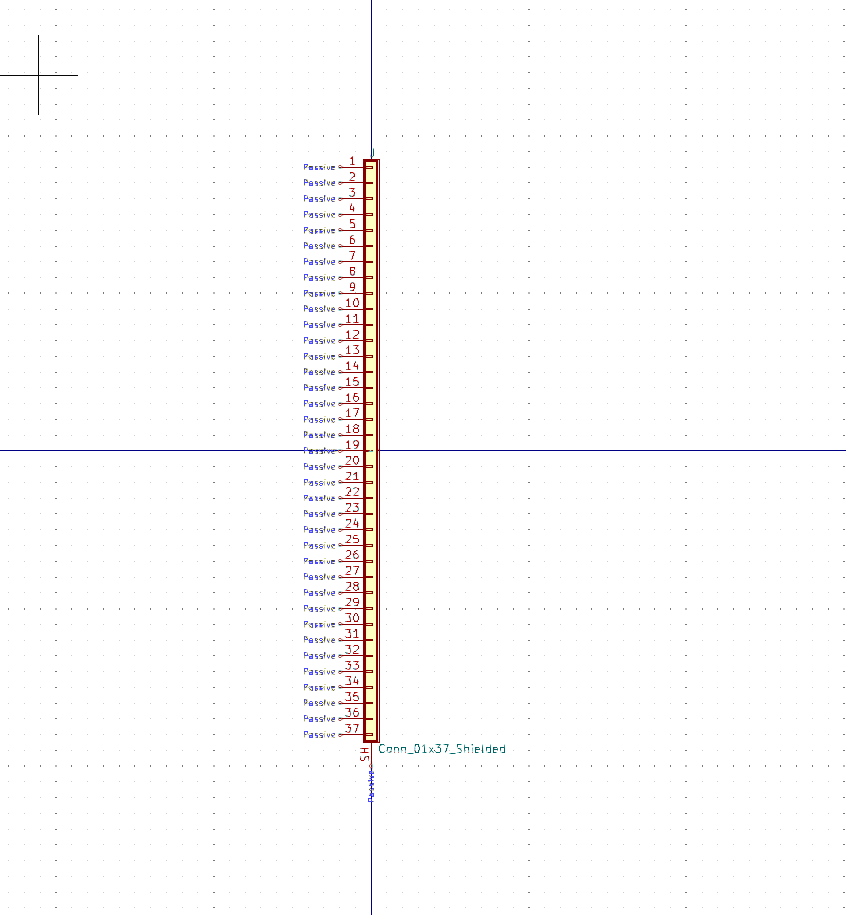 J
Passive 1
Passive 2
Passive 3
Passive 4
Passive 5
Passive 6
Passive 7
Passive 8
Passive 9
Passive 10
Passive 11
Passive 12
Passive 13
Passive 14
Passive 15
Passive 16
Passive 17
Passive 18
Passive 19
Passive 20
Passive 21
Passive 22
Passive 23
Passive 24
Passive 25
Passive 26
Passive 27
Passive 28
Passive 29
Passive 30
Passive 31
Passive 32
Passive 33
Passive 34
Passive 35
Passive 36
Passive 37
Conn_01x37_Shielded
SH
Passive